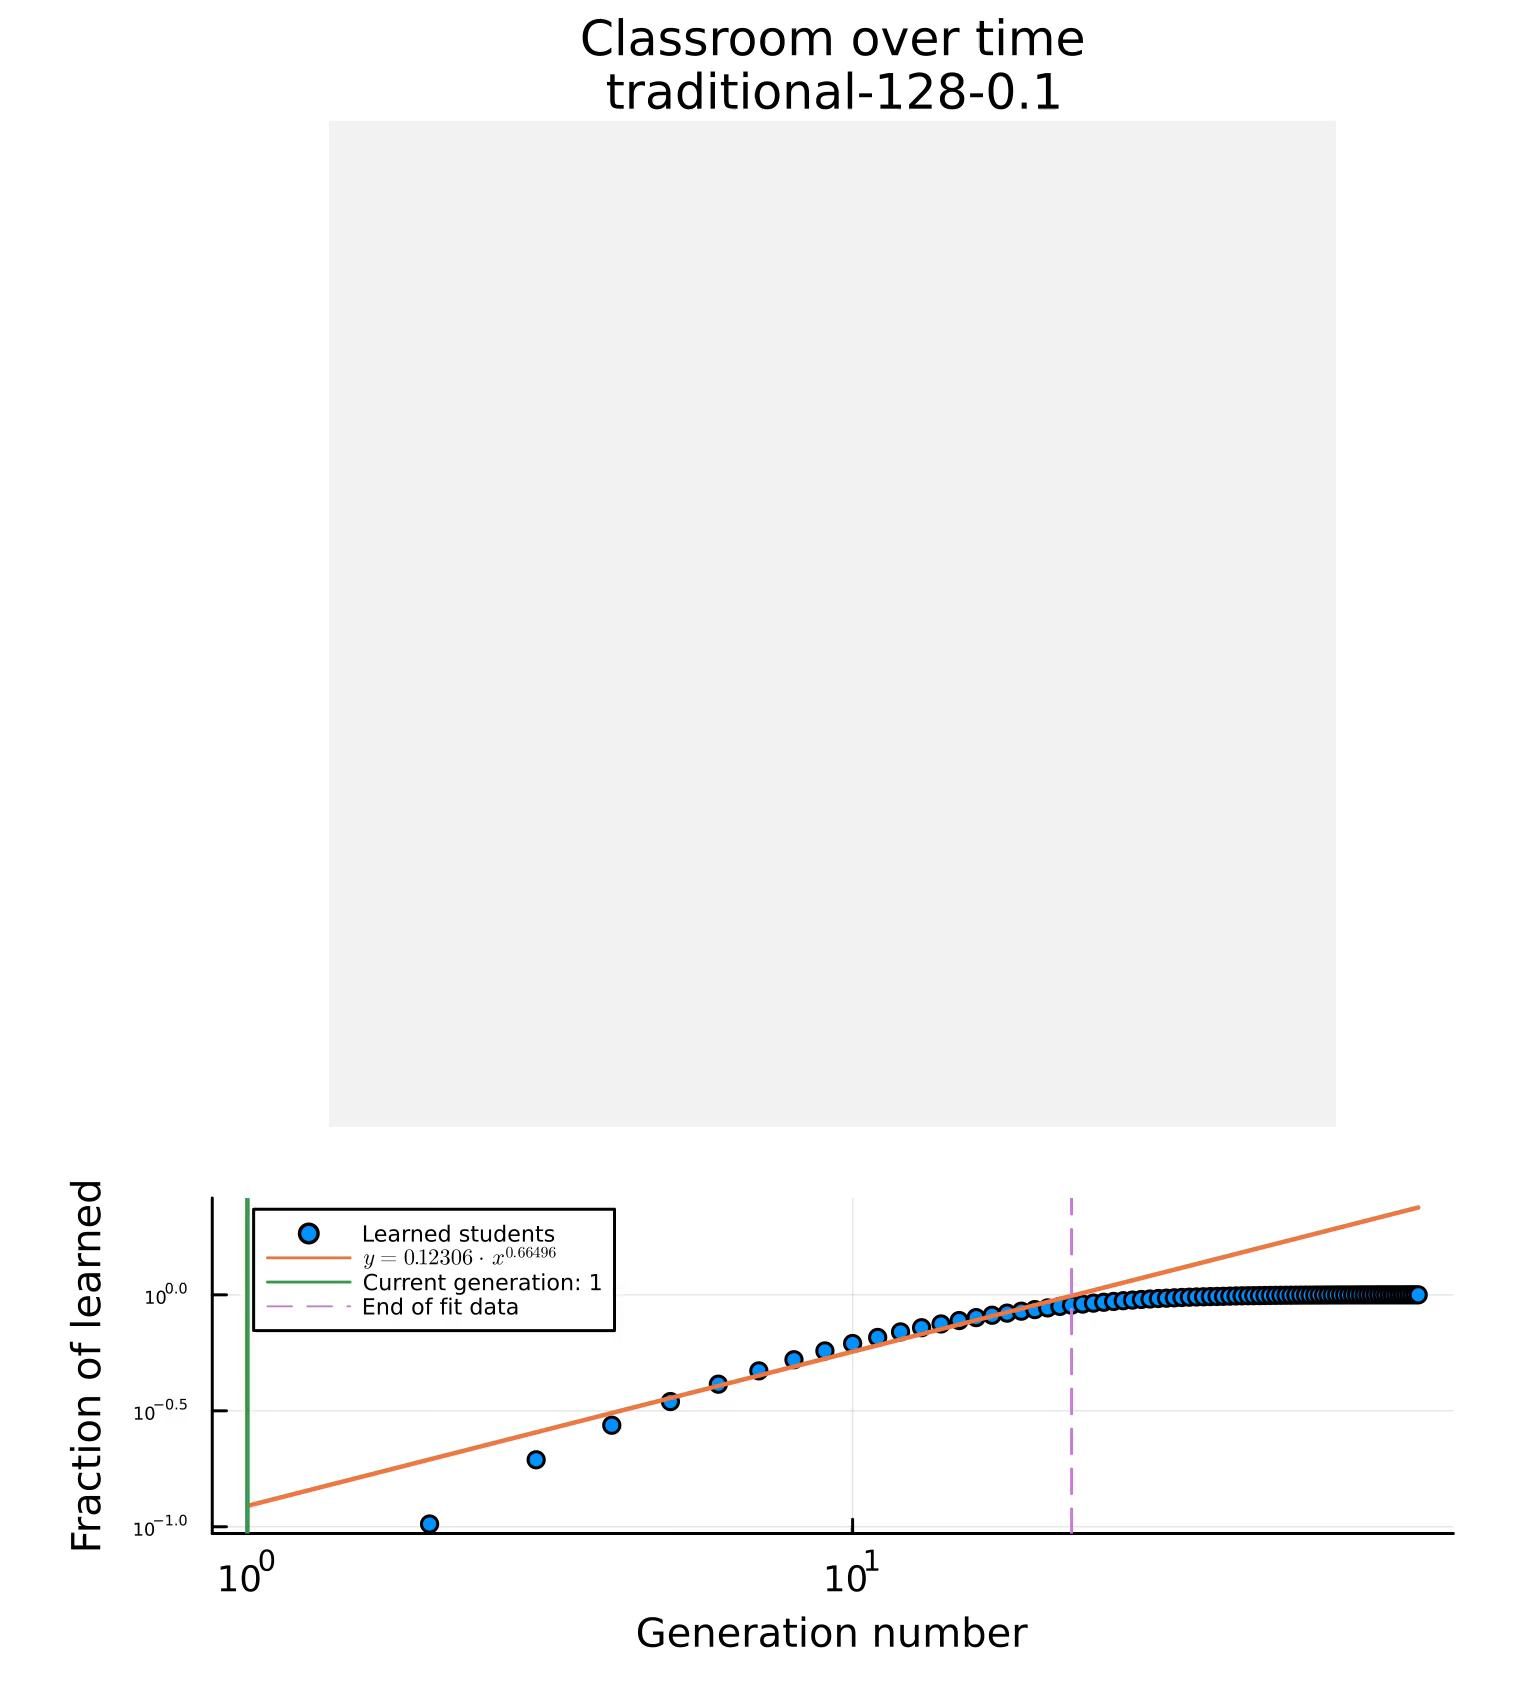 Classroom over time
traditional-128-0.1
Fraction of learned
Learned students
y = 0.12306 · x^0.66496
Current generation: 1
End of fit data
10^0.0
10^−0.5
10^−1.0
10^0 10^1
Generation number